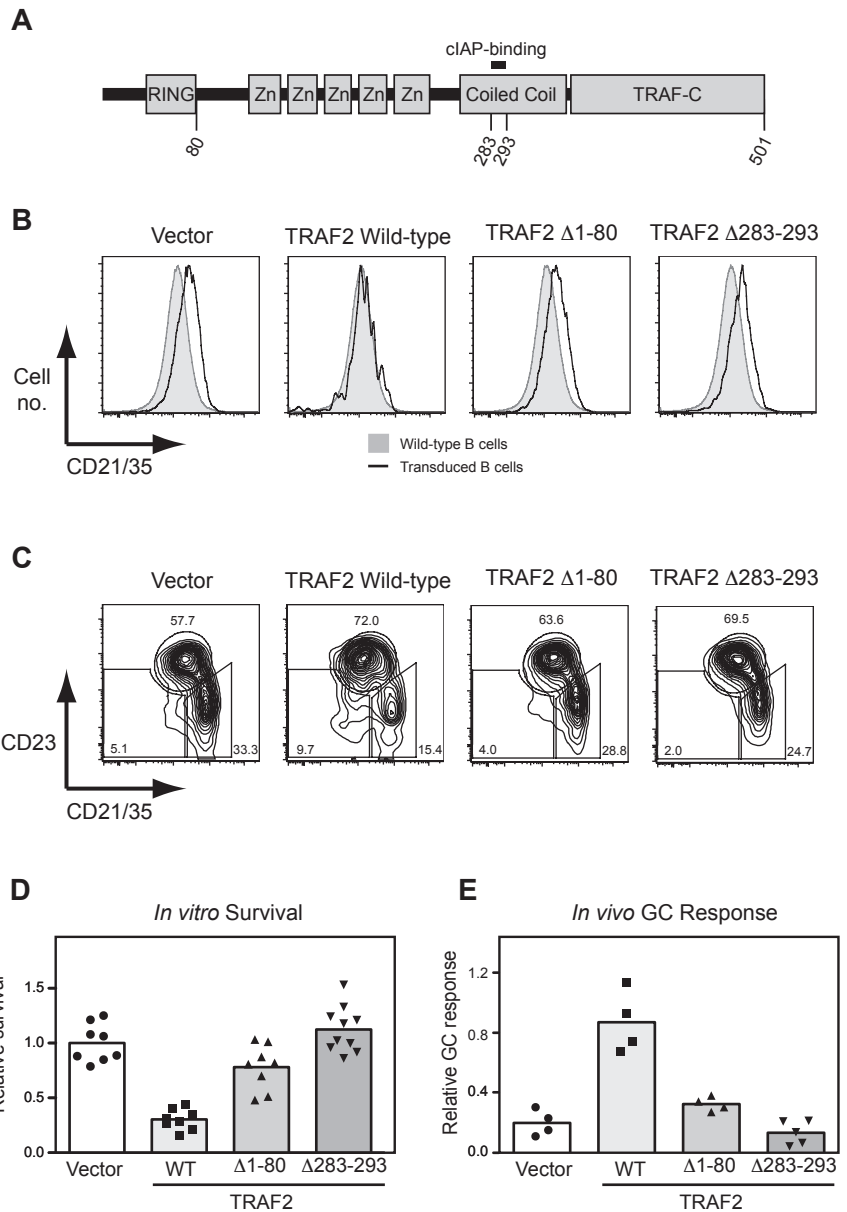 A
cIAP-binding
RING Zn Zn Zn Zn Zn Coiled Coil TRAF-C
80 283 293 501
B
Vector TRAF2 Wild-type TRAF2 Δ1-80 TRAF2 Δ283-293
Cell
no.
CD21/35
Wild-type B cells
Transduced B cells
C
Vector TRAF2 Wild-type TRAF2 Δ1-80 TRAF2 Δ283-293
57.7 72.0 63.6 69.5
CD23
5.1 33.3 9.7 15.4 4.0 28.8 2.0 24.7
CD21/35
D
In vitro Survival
Relative survival
1.5
1.0
0.5
0.0
Vector WT Δ1-80 Δ283-293
TRAF2
E
In vivo GC Response
Relative GC response
1.2
0.8
0.4
0.0
Vector WT Δ1-80 Δ283-293
TRAF2